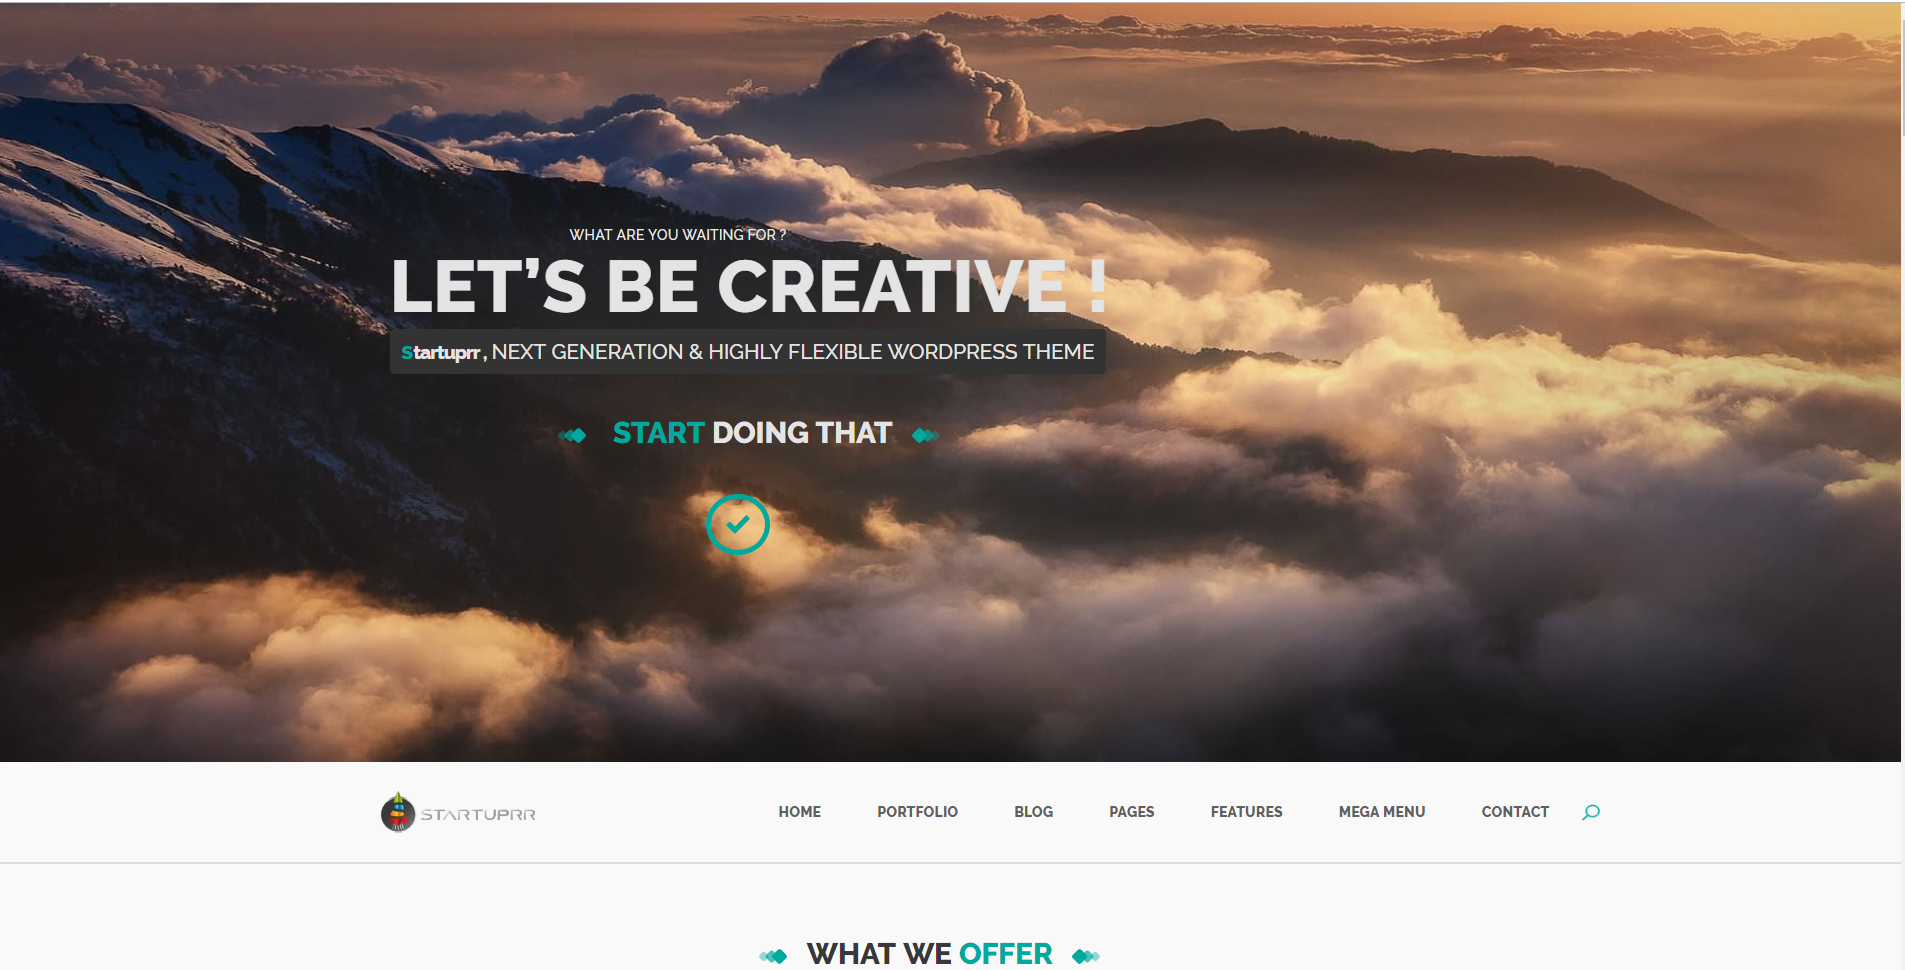 WHAT ARE YOU WAITING FOR ?
LET’S BE CREATIVE !
Startuprr , NEXT GENERATION & HIGHLY FLEXIBLE WORDPRESS THEME
START DOING THAT
STARTUPRR HOME PORTFOLIO BLOG PAGES FEATURES MEGA MENU CONTACT
WHAT WE OFFER